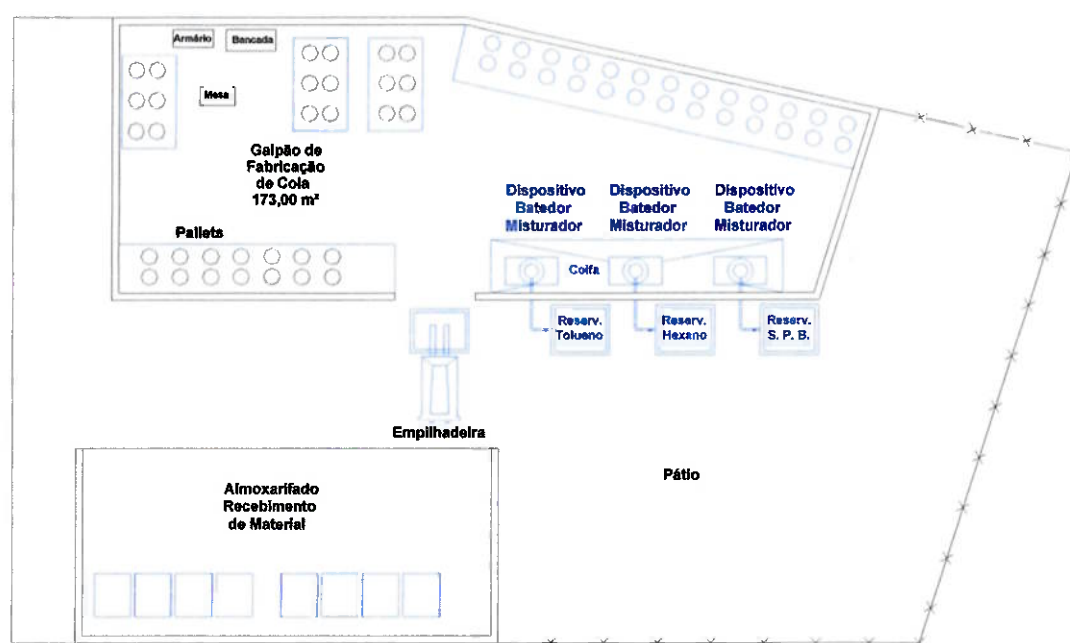 Armário
Bancada
Mesa
Galpão de
Fabricação
de Cola
173,00 m²
Dispositivo
Batedor
Misturador
Dispositivo
Batedor
Misturador
Dispositivo
Batedor
Misturador
Pallets
Coifa
Reserv.
Tolueno
Reserv.
Hexano
Reserv.
S. P. B.
Empilhadeira
Pátio
Almoxarifado
Recebimento
de Material